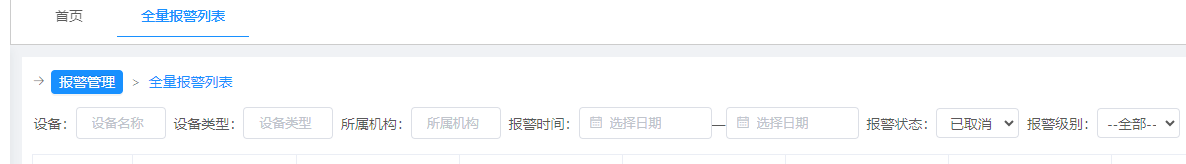 首页 全量报警列表
→ 报警管理 > 全量报警列表
设备： 设备名称 设备类型： 设备类型 所属机构： 所属机构 报警时间： 选择日期 — 选择日期 报警状态： 已取消 报警级别： --全部--